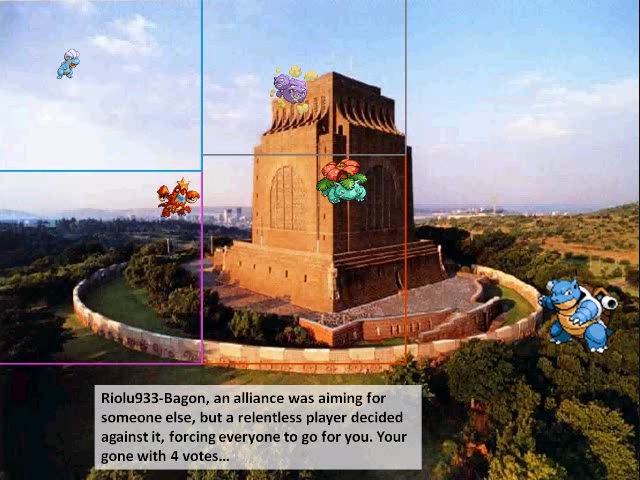 Riolu933-Bagon, an alliance was aiming for
someone else, but a relentless player decided
against it, forcing everyone to go for you. Your
gone with 4 votes...